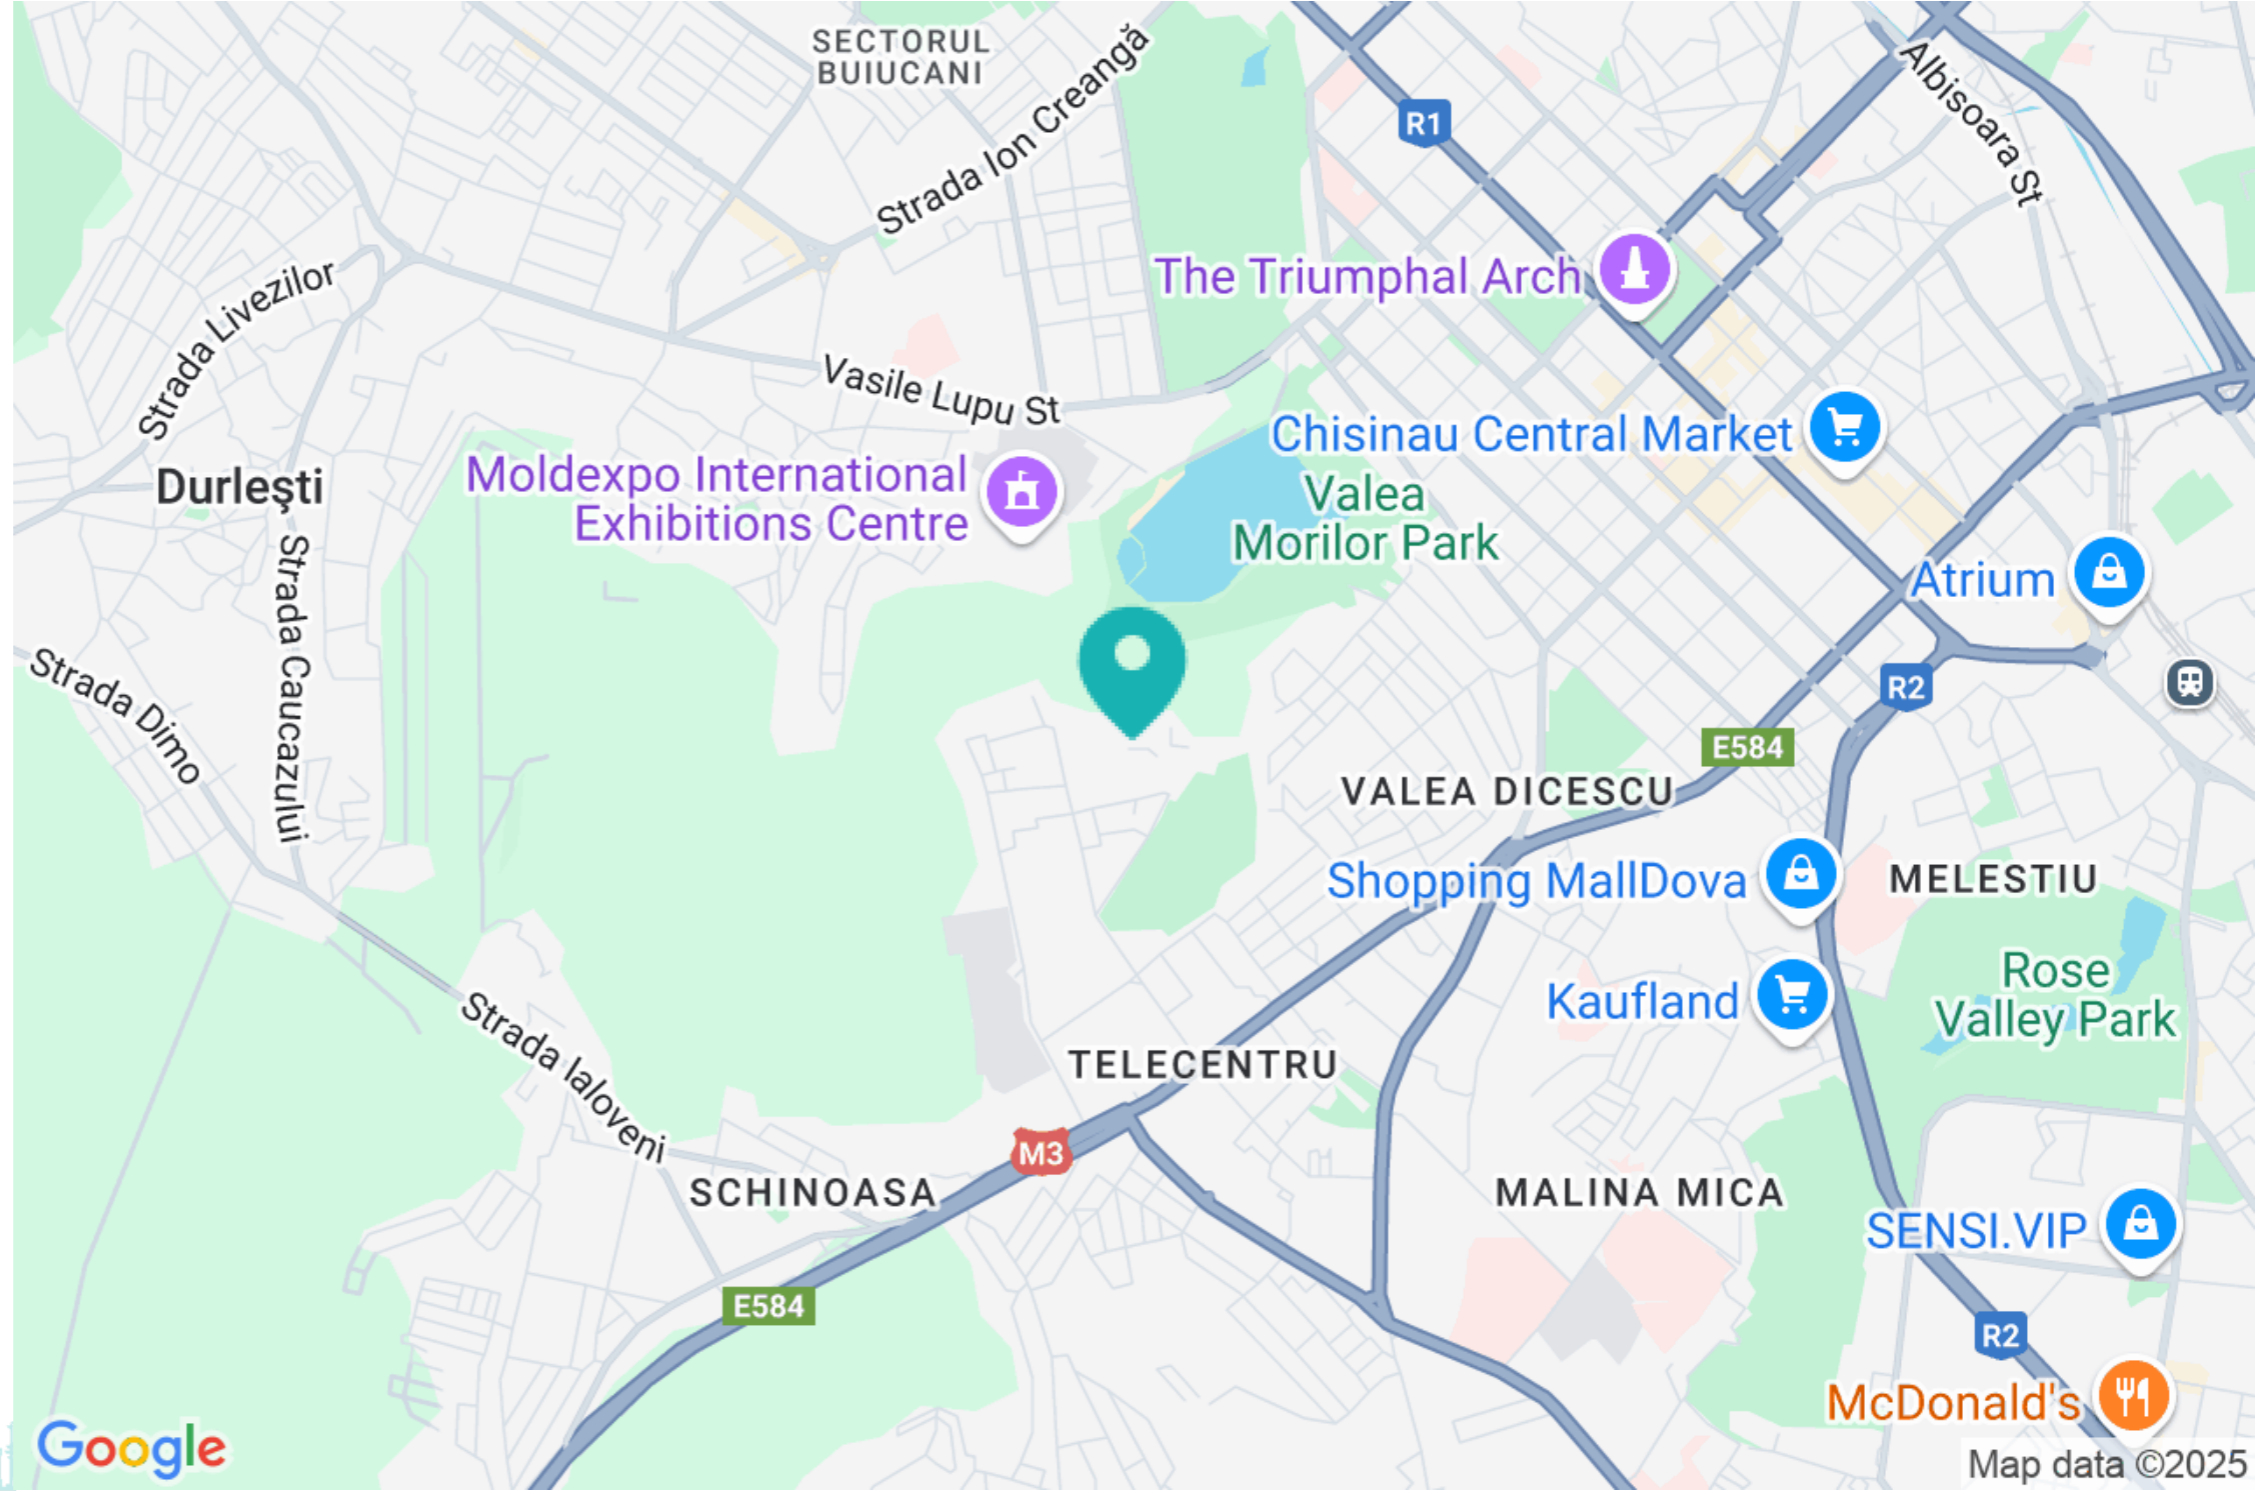 SECTORUL
BUIUCANI
Strada Ion Creangă
R1
Albisoara St
The Triumphal Arch
Strada Livezilor
Vasile Lupu St
Chisinau Central Market
Durlești
Moldexpo International
Exhibitions Centre
Valea
Morilor Park
Atrium
Strada Caucazului
Strada Dimo
R2
E584
VALEA DICESCU
Shopping MallDova
MELESTIU
Rose
Valley Park
Kaufland
Strada Ialoveni
TELECENTRU
M3
SCHINOASA
MALINA MICA
SENSI.VIP
E584
R2
McDonald's
Google
Map data ©2025